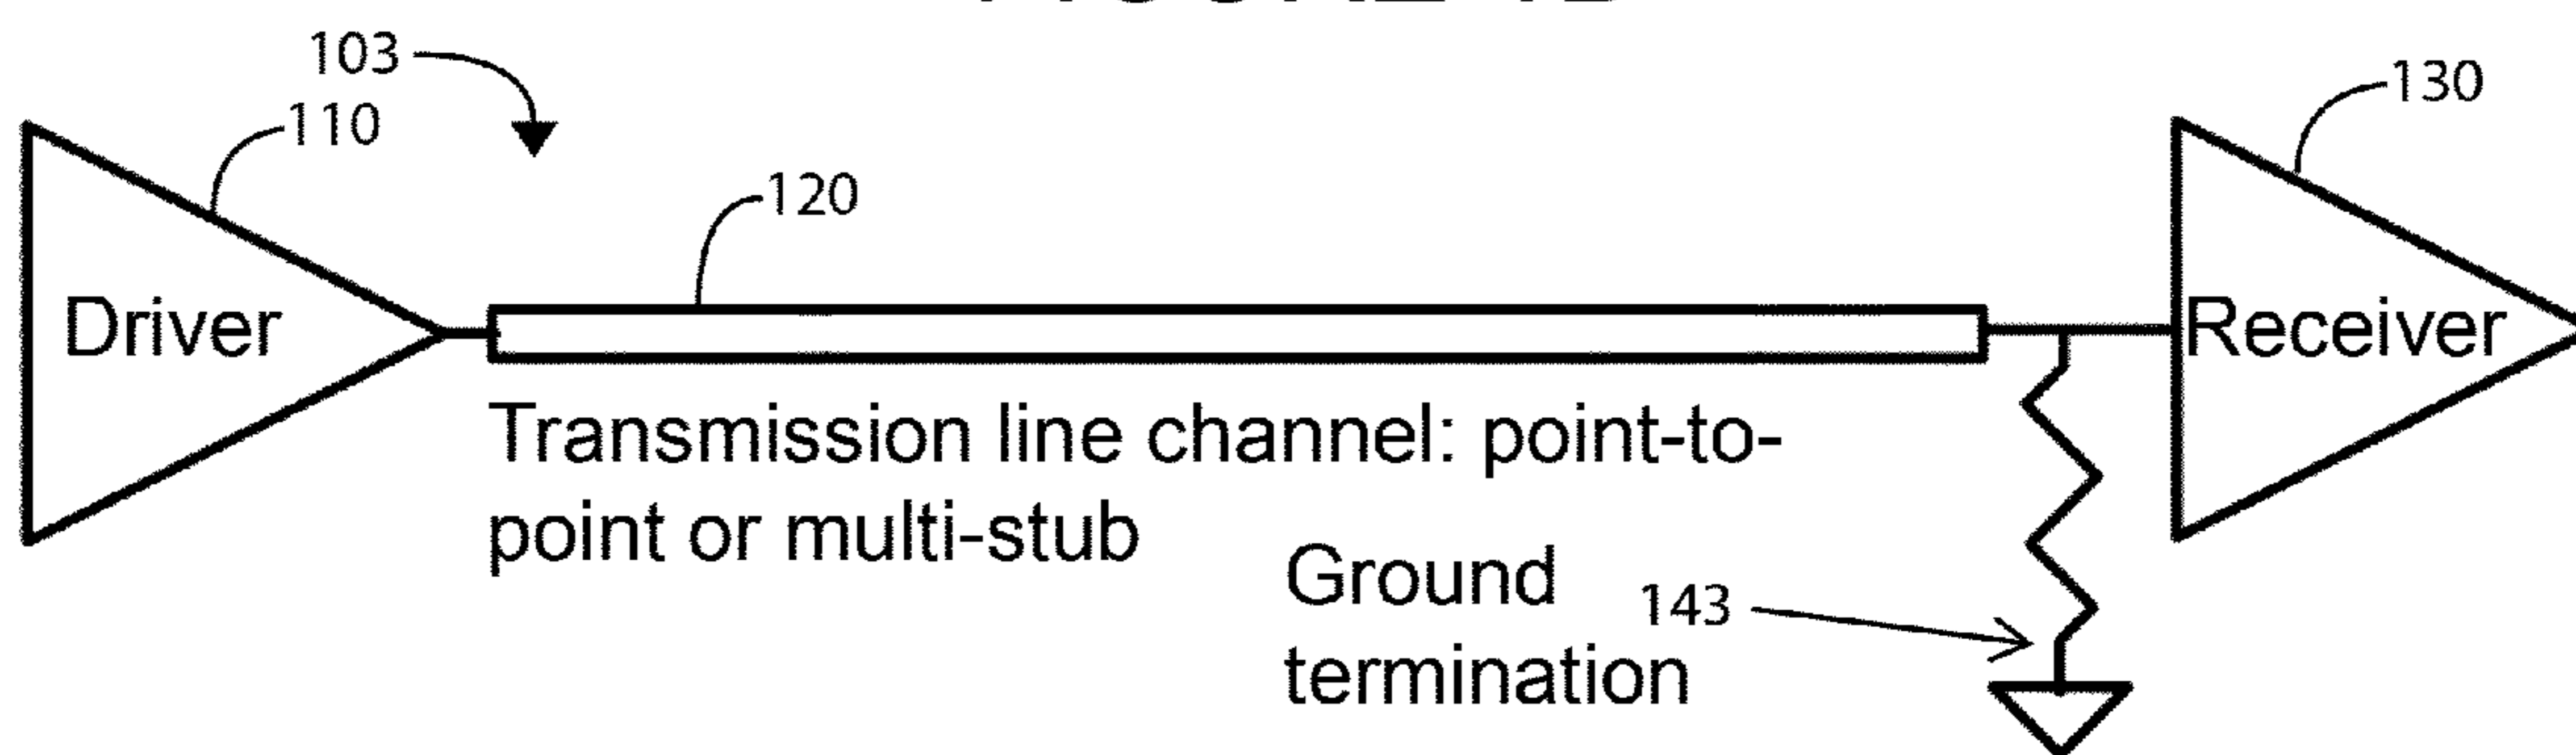 103
110
130
120
Driver
Receiver
Transmission line channel: point-to-
point or multi-stub
Ground
143
termination